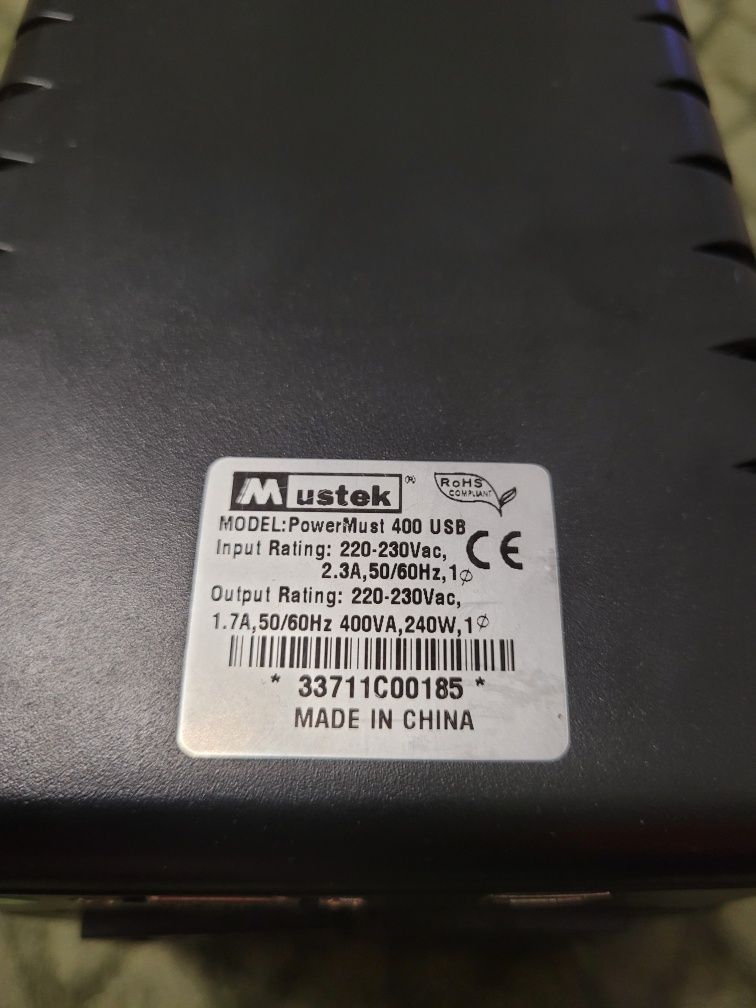 Mustek®
RoHS
COMPLIANT
MODEL:PowerMust 400 USB
CE
Input Rating: 220-230Vac,
2.3A,50/60Hz,1⌀
Output Rating: 220-230Vac,
1.7A,50/60Hz 400VA,240W,1⌀
* 33711C00185 *
MADE IN CHINA